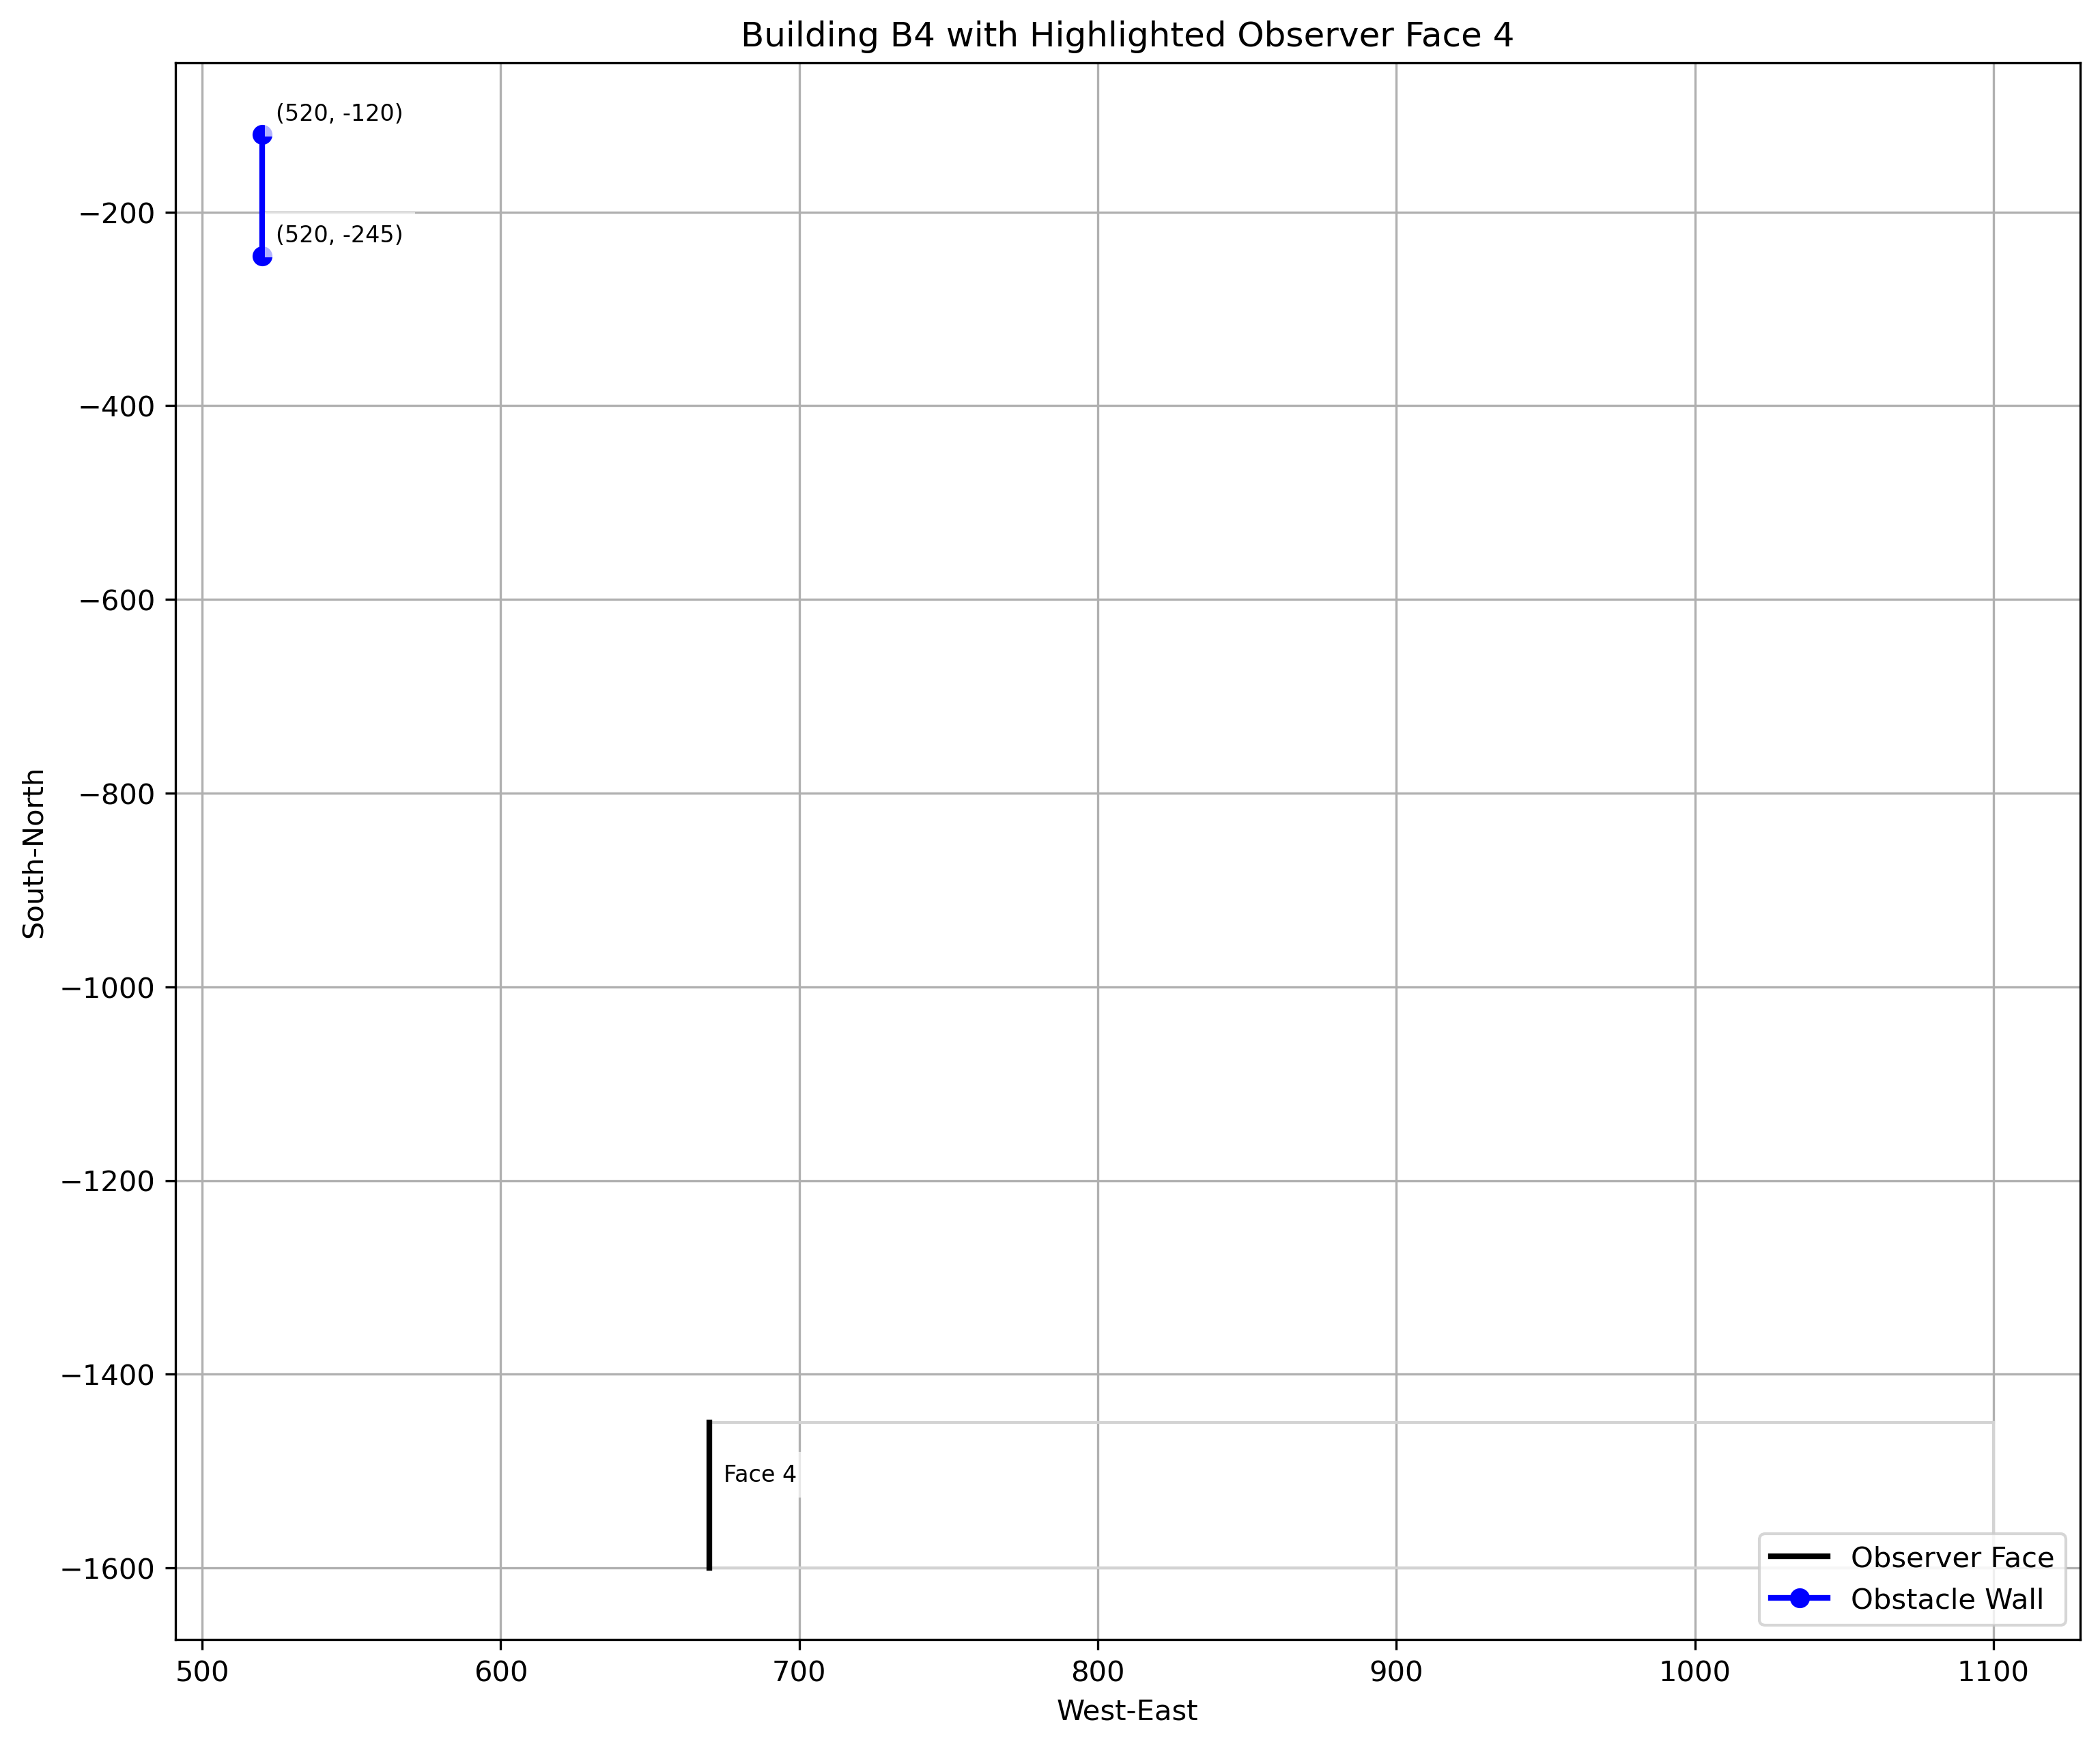 Building B4 with Highlighted Observer Face 4
(520, -120)
(520, -245)
Face 4
South-North
−200
−400
−600
−800
−1000
−1200
−1400
−1600
500
600
700
800
900
1000
1100
West-East
Observer Face
Obstacle Wall